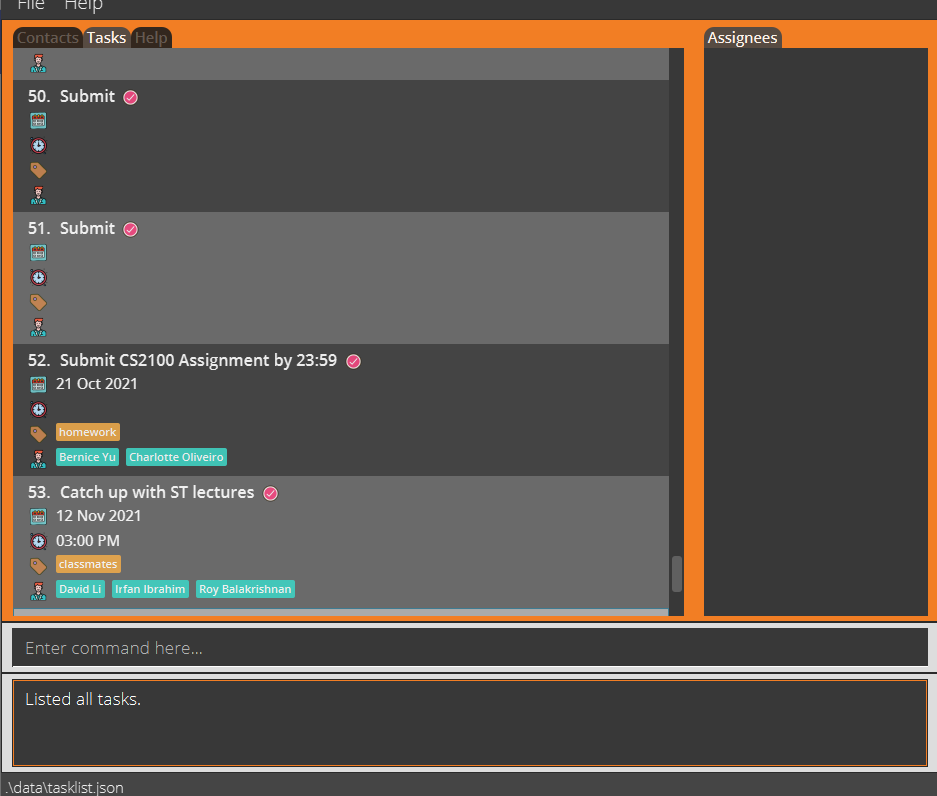 File Help
Contacts Tasks Help
Assignees
50. Submit
51. Submit
52. Submit CS2100 Assignment by 23:59
21 Oct 2021
homework
Bernice Yu Charlotte Oliveiro
53. Catch up with ST lectures
12 Nov 2021
03:00 PM
classmates
David Li Irfan Ibrahim Roy Balakrishnan
Enter command here...
Listed all tasks.
.\data\tasklist.json